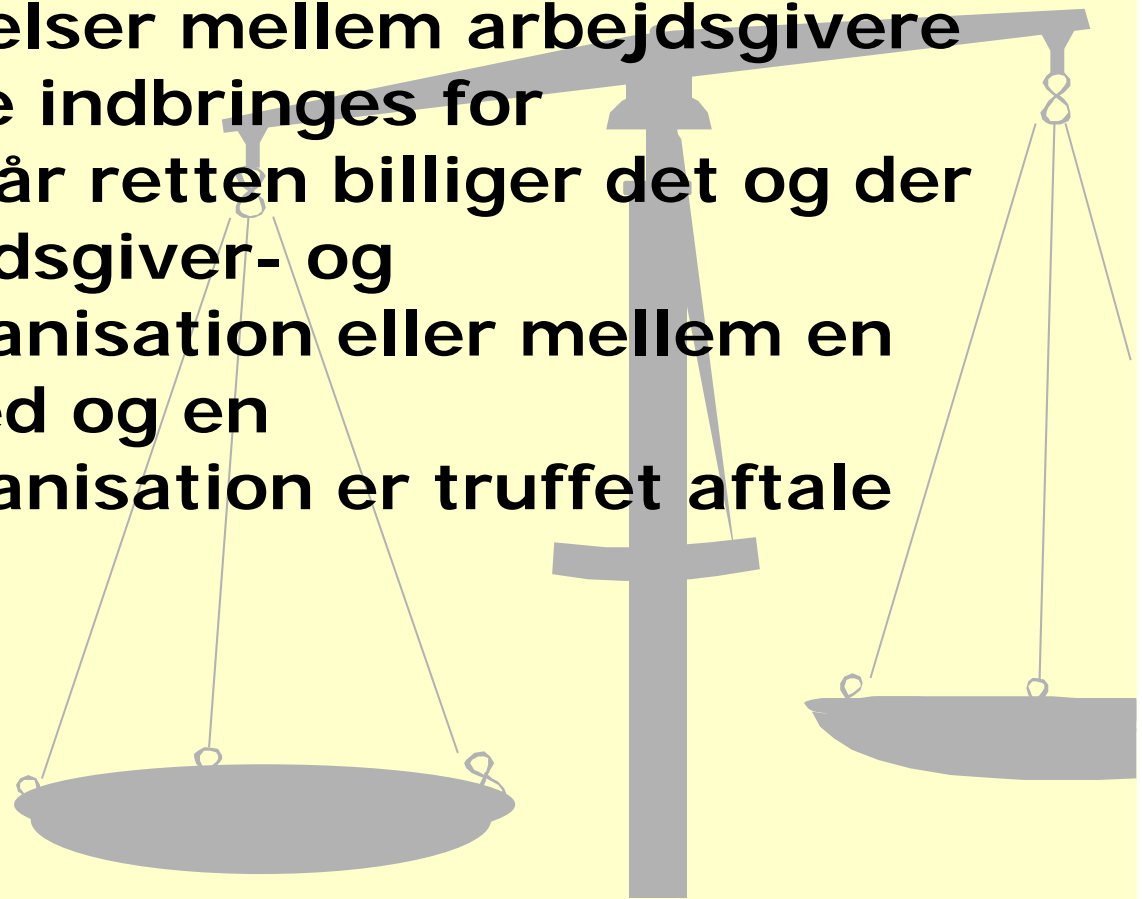 elser mellem arbejdsgivere
e indbringes for
år retten billiger det og der
dsgiver- og
anisation eller mellem en
ed og en
anisation er truffet aftale